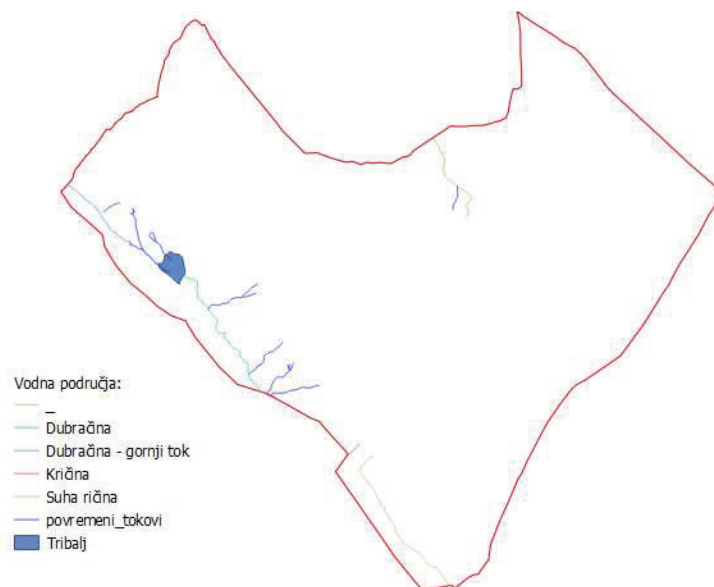 Vodna područja:
_
Dubračina
Dubračina - gornji tok
Kričina
Suha ričina
povremeni_tokovi
Tribalj